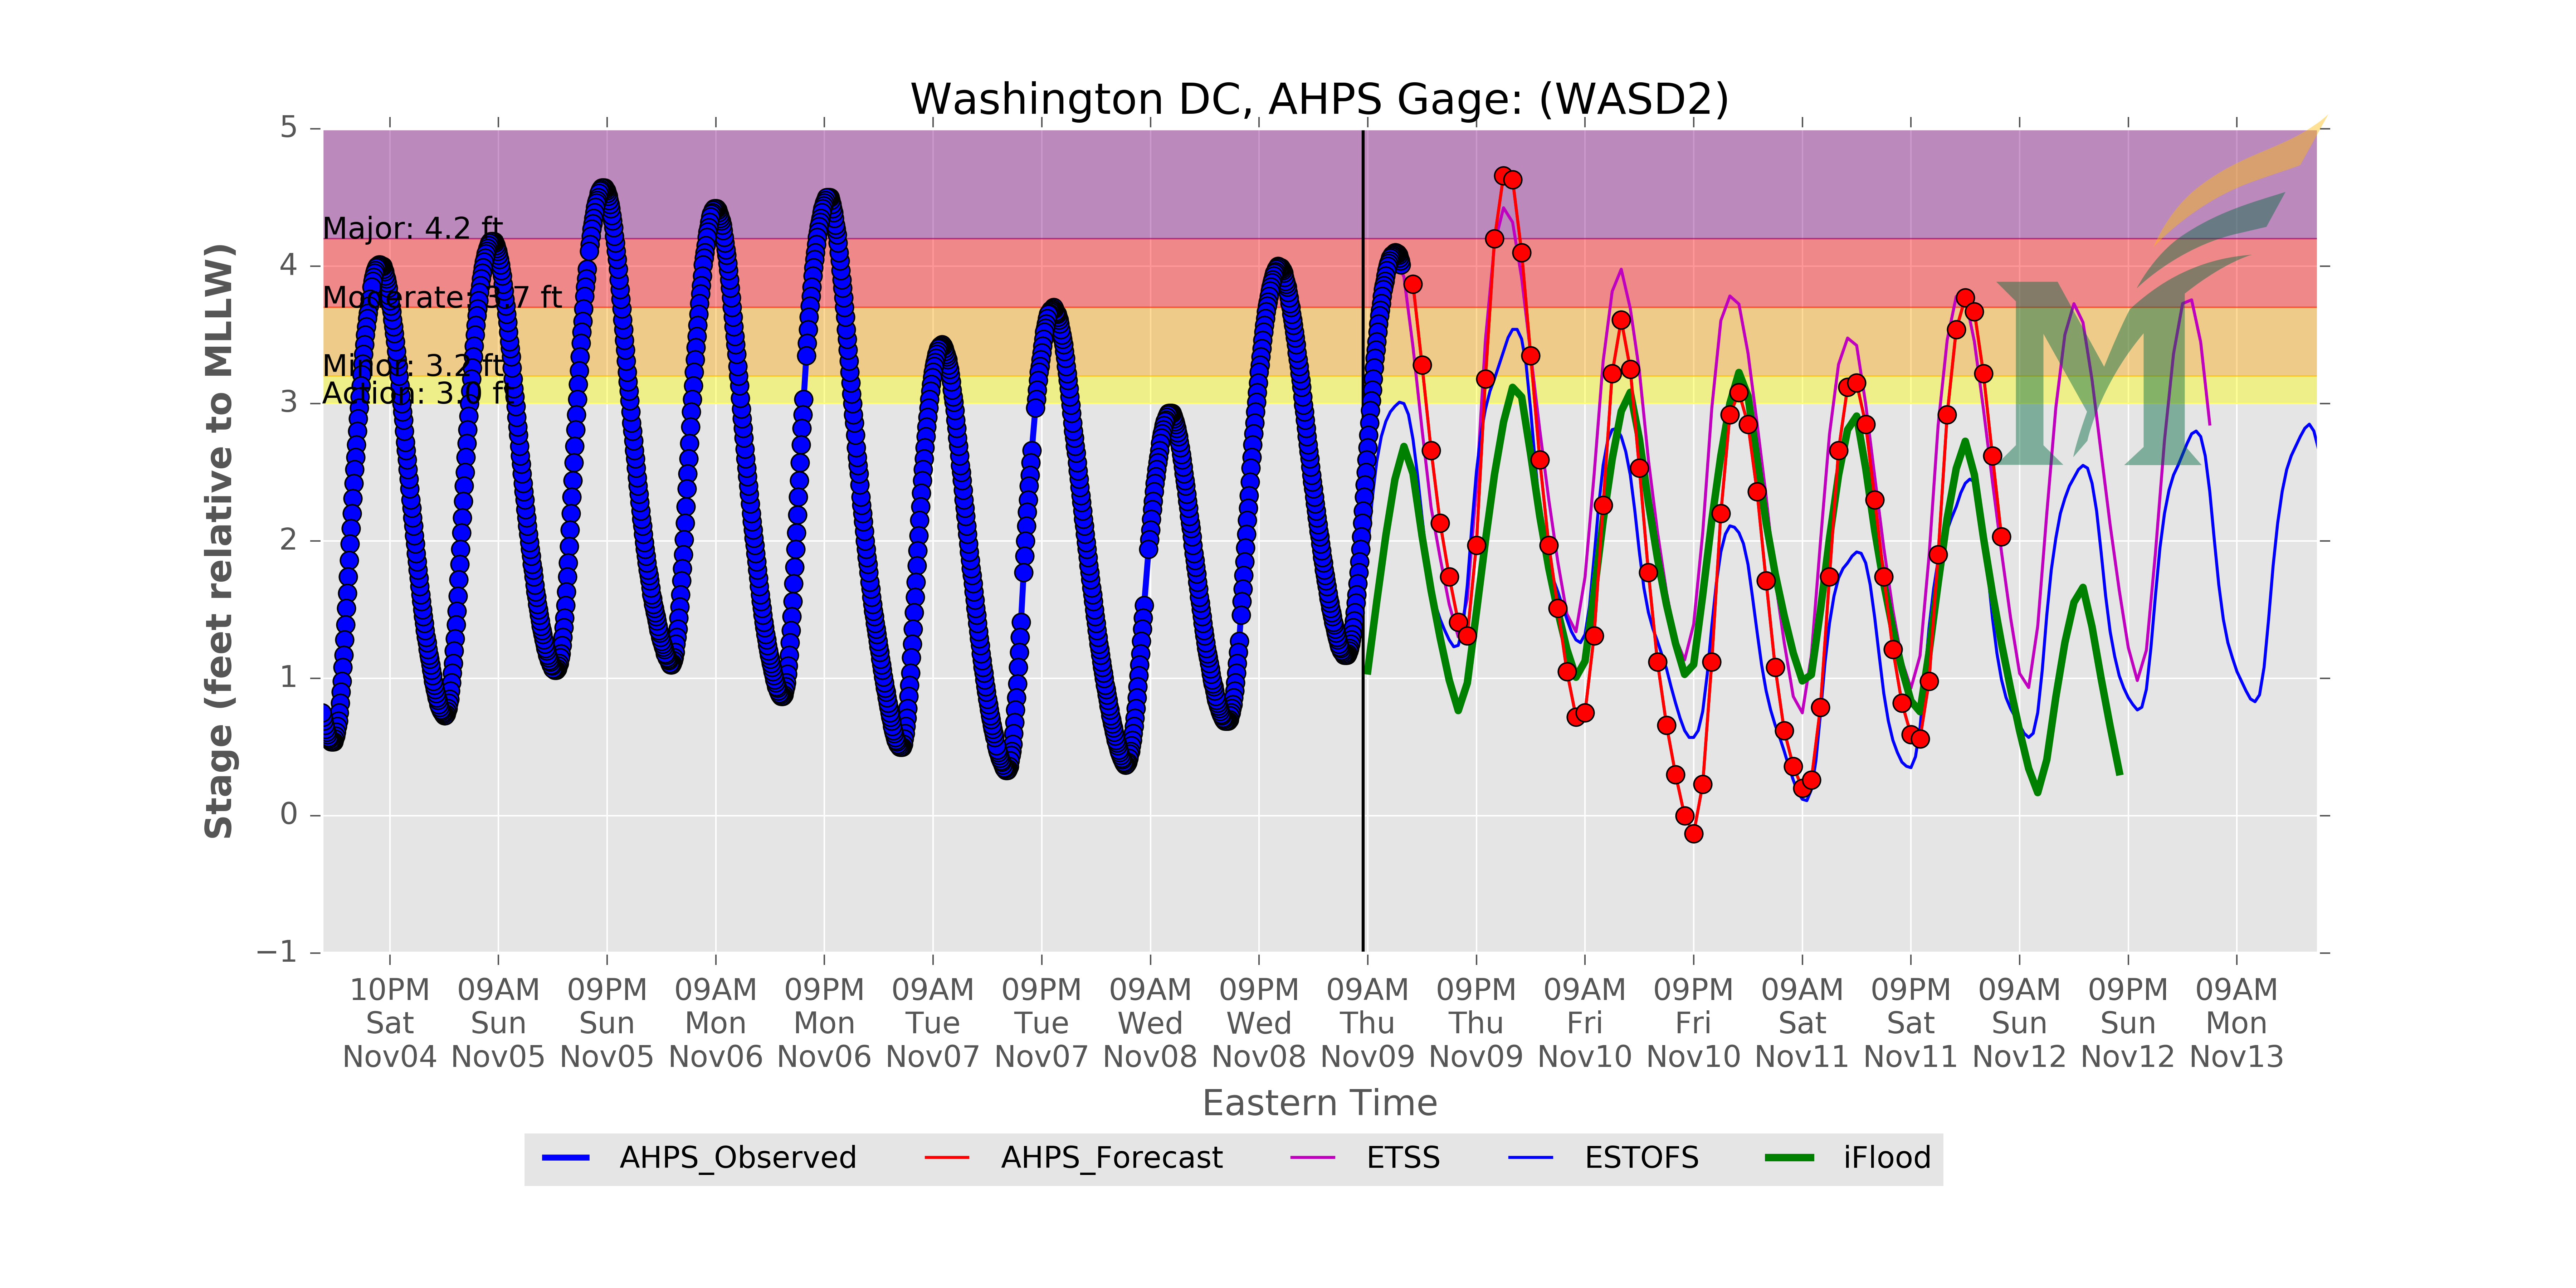 Washington DC, AHPS Gage: (WASD2)
Stage (feet relative to MLLW)
5
4
3
2
1
0
−1
Major: 4.2 ft
Moderate: 3.7 ft
Minor: 3.2 ft
Action: 3.0 ft
10PM 09AM 09PM 09AM 09PM 09AM 09PM 09AM 09PM 09AM 09PM 09AM 09PM 09AM 09PM 09AM 09PM 09AM
Sat Sun Sun Mon Mon Tue Tue Wed Wed Thu Thu Fri Fri Sat Sat Sun Sun Mon
Nov04 Nov05 Nov05 Nov06 Nov06 Nov07 Nov07 Nov08 Nov08 Nov09 Nov09 Nov10 Nov10 Nov11 Nov11 Nov12 Nov12 Nov13
Eastern Time
AHPS_Observed AHPS_Forecast ETSS ESTOFS iFlood